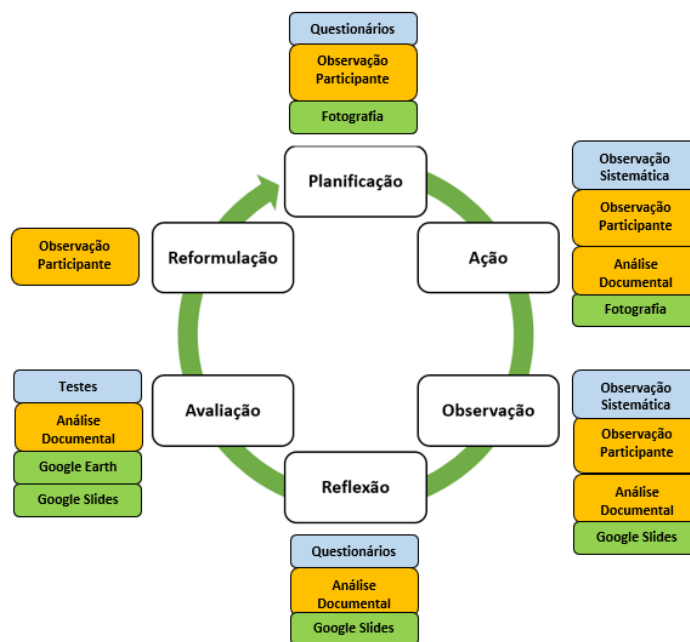 Questionários
Observação
Participante
Fotografia
Planificação
Observação
Sistemática
Observação
Participante
Análise
Documental
Fotografia
Ação
Observação
Sistemática
Observação
Participante
Análise
Documental
Google Slides
Observação
Reflexão
Questionários
Análise
Documental
Google Slides
Avaliação
Testes
Análise
Documental
Google Earth
Google Slides
Reformulação
Observação
Participante